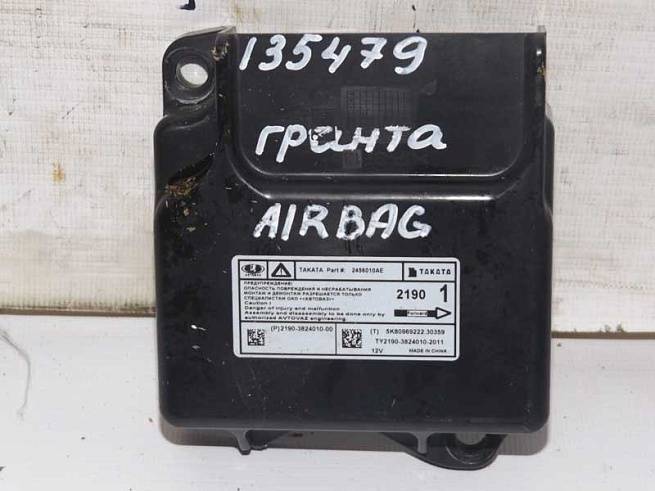 135479
гранта
AIRBAG
TAKATA Part #: 2498010AE
TAKATA
ПРЕДУПРЕЖДЕНИЕ:
ОПАСНОСТЬ ПОВРЕЖДЕНИЯ И НЕСРАБАТЫВАНИЯ
МОНТАЖ И ДЕМОНТАЖ РАЗРЕШАЕТСЯ ТОЛЬКО
СПЕЦИАЛИСТАМ ОАО «АВТОВАЗ»!
Caution !
Danger of injury and malfunction
Assembly and disassembly to be done only by
authorized AVTOVAZ engineering.
2190 1
Forward
(P) 2190-3824010-00
(T) 5K80969222.30359
TY2190-3824010-2011
12V MADE IN CHINA